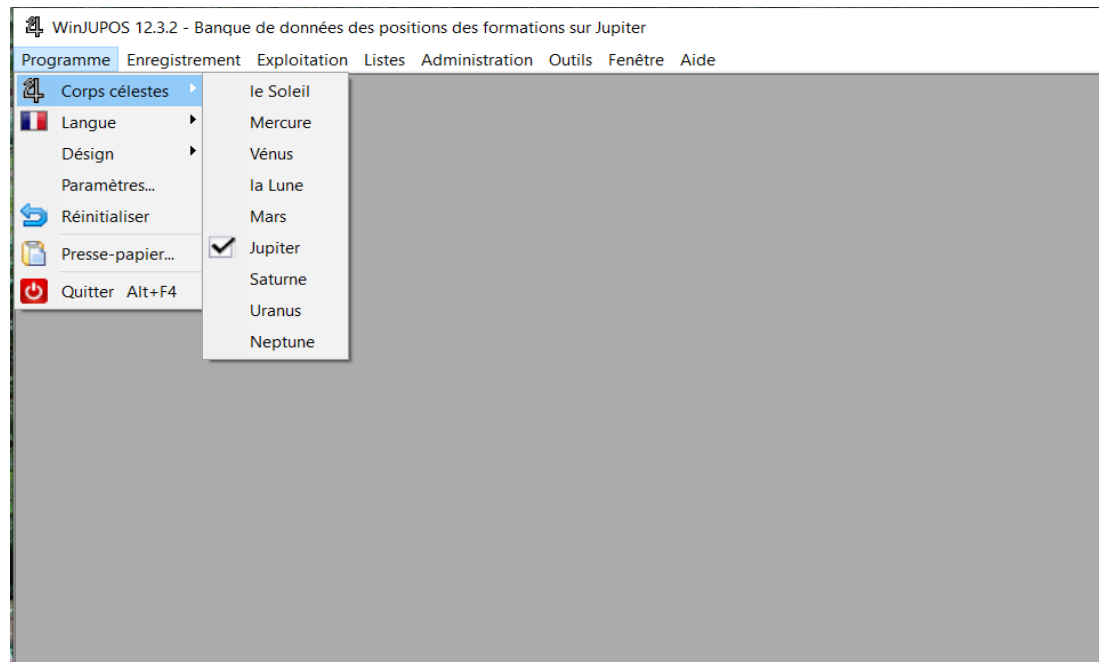 WinJUPOS 12.3.2 - Banque de données des positions des formations sur Jupiter
Programme Enregistrement Exploitation Listes Administration Outils Fenêtre Aide
Corps célestes
Langue
Désign
Paramètres...
Réinitialiser
Presse-papier...
Quitter Alt+F4
le Soleil
Mercure
Vénus
la Lune
Mars
Jupiter
Saturne
Uranus
Neptune